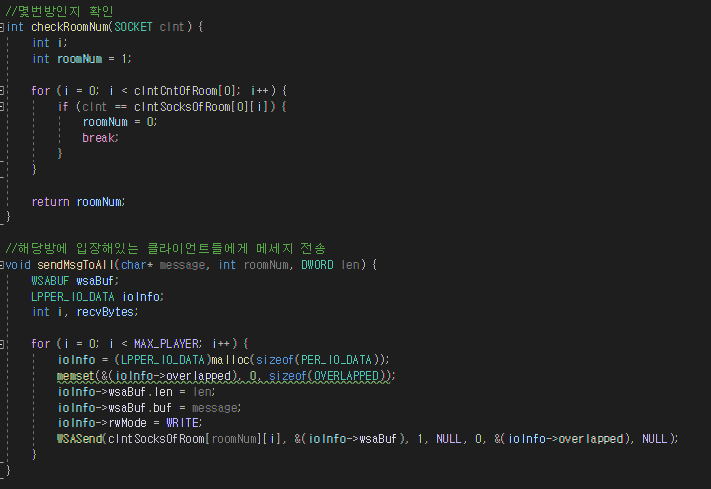 //몇번방인지 확인
int checkRoomNum(SOCKET clnt) {
int i;
int roomNum = 1;
for (i = 0; i < clntCntOfRoom[0]; i++) {
if (clnt == clntSocksOfRoom[0][i]) {
roomNum = 0;
break;
}
}
return roomNum;
}
//해당방에 입장해있는 클라이언트들에게 메세지 전송
void sendMsgToAll(char* message, int roomNum, DWORD len) {
WSABUF wsaBuf;
LPPER_IO_DATA ioInfo;
int i, recvBytes;
for (i = 0; i < MAX_PLAYER; i++) {
ioInfo = (LPPER_IO_DATA)malloc(sizeof(PER_IO_DATA));
memset(&(ioInfo->overlapped), 0, sizeof(OVERLAPPED));
ioInfo->wsaBuf.len = len;
ioInfo->wsaBuf.buf = message;
ioInfo->rwMode = WRITE;
WSASend(clntSocksOfRoom[roomNum][i], &(ioInfo->wsaBuf), 1, NULL, 0, &(ioInfo->overlapped), NULL);
}
}